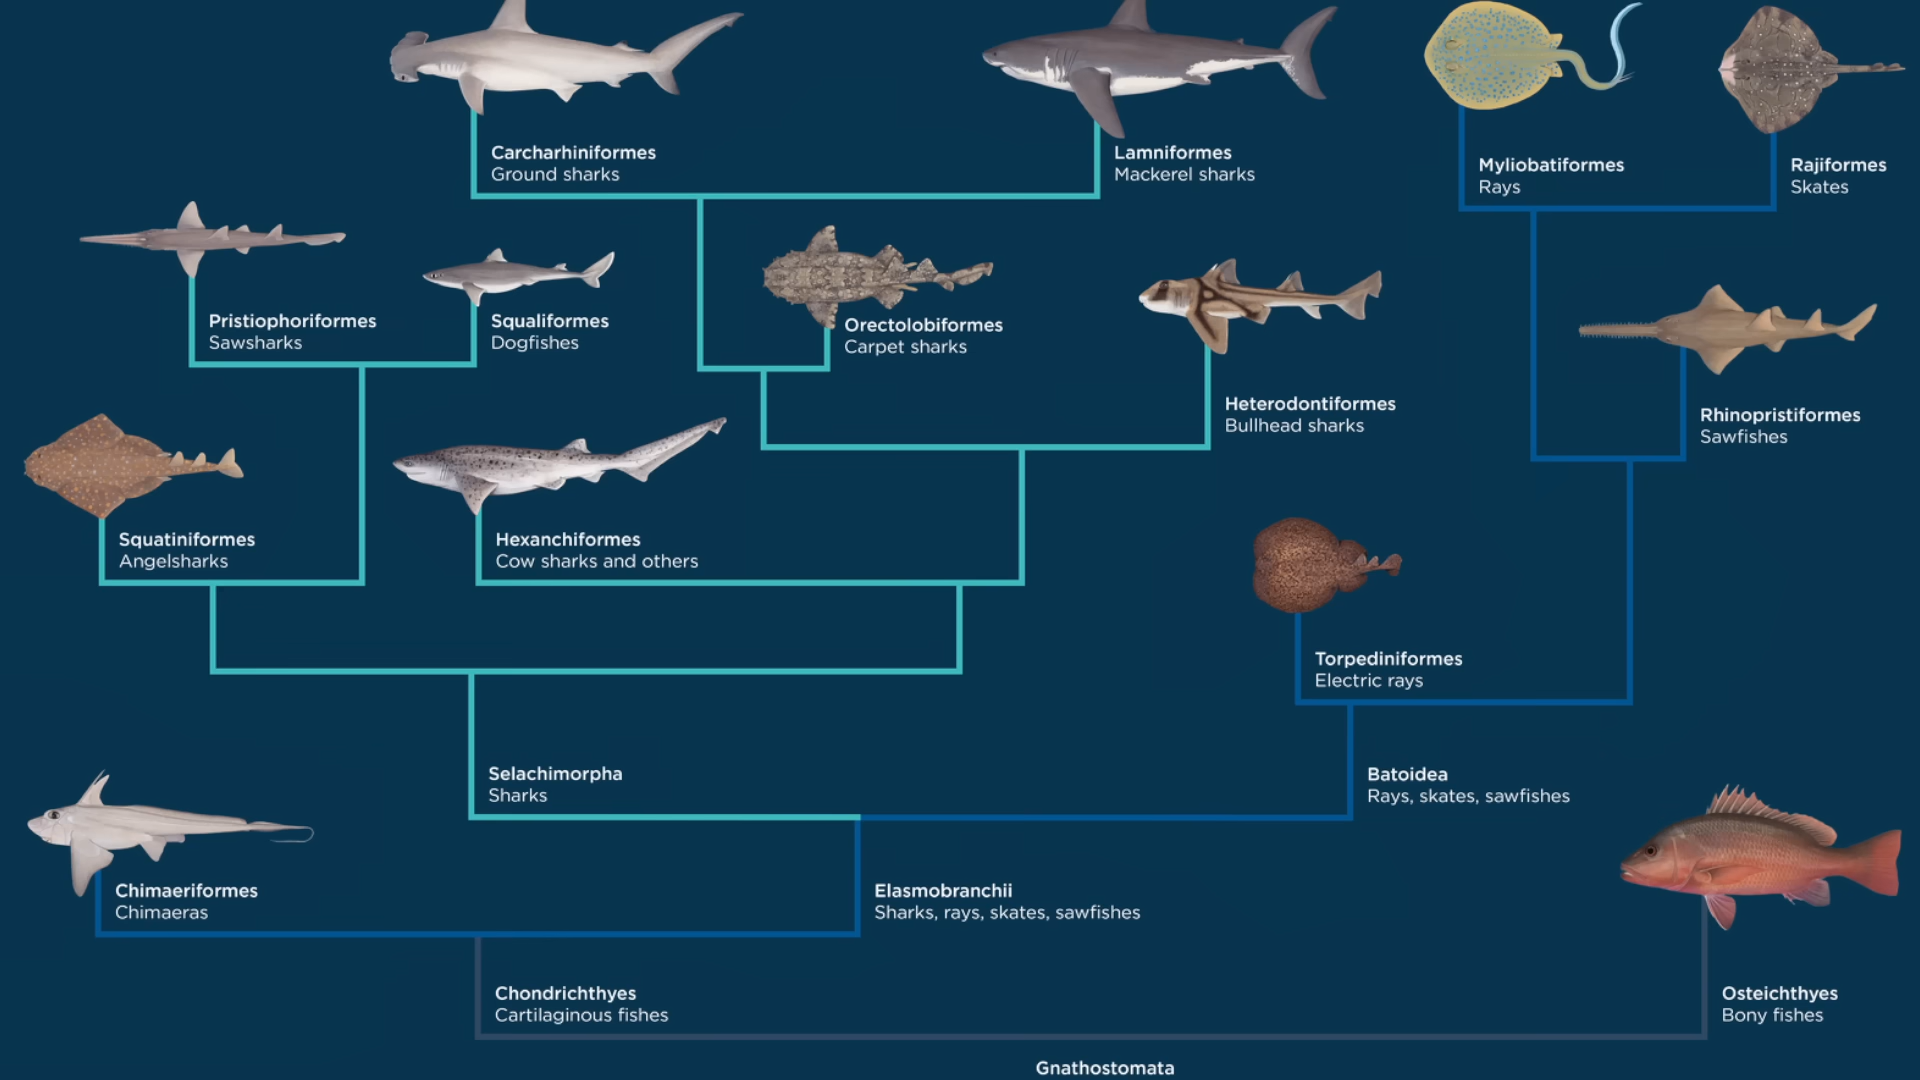 Carcharhiniformes
Ground sharks
Lamniformes
Mackerel sharks
Myliobatiformes
Rays
Rajiformes
Skates
Pristiophoriformes
Sawsharks
Squaliformes
Dogfishes
Orectolobiformes
Carpet sharks
Heterodontiformes
Bullhead sharks
Rhinopristiformes
Sawfishes
Squatiniformes
Angelsharks
Hexanchiformes
Cow sharks and others
Torpediniformes
Electric rays
Selachimorpha
Sharks
Batoidea
Rays, skates, sawfishes
Chimaeriformes
Chimaeras
Elasmobranchii
Sharks, rays, skates, sawfishes
Chondrichthyes
Cartilaginous fishes
Osteichthyes
Bony fishes
Gnathostomata